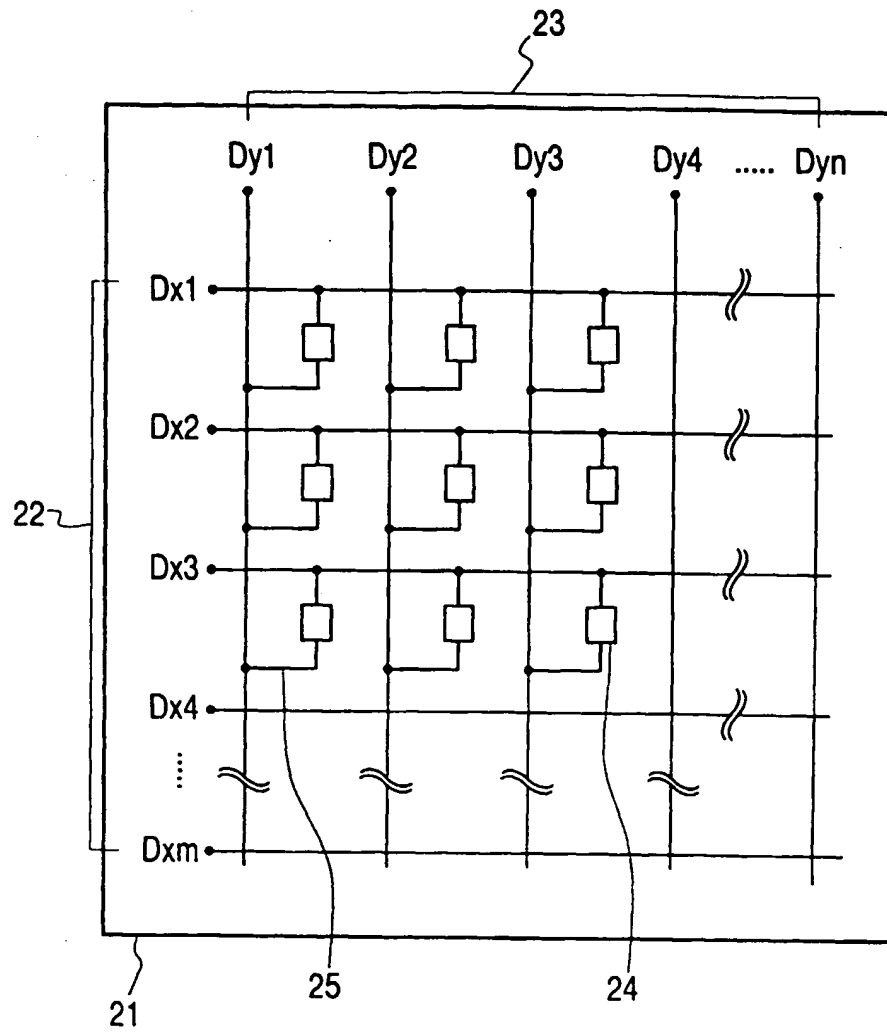 23
Dy1 Dy2 Dy3 Dy4 ..... Dyn
Dx1
Dx2
22
Dx3
Dx4
.....
Dxm
25
24
21